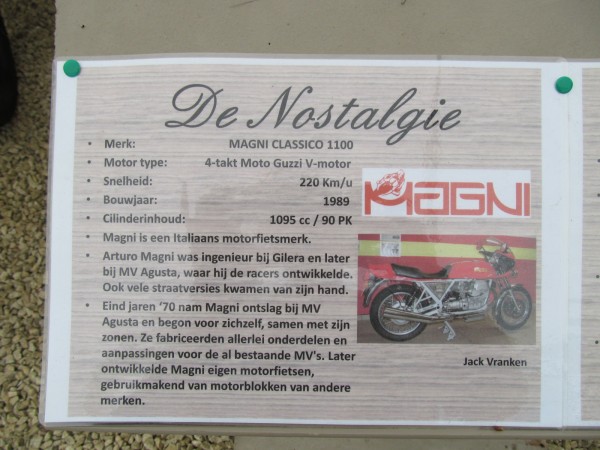 De Nostalgie
• Merk: MAGNI CLASSICO 1100
• Motor type: 4-takt Moto Guzzi V-motor
• Snelheid: 220 Km/u
• Bouwjaar: 1989
• Cilinderinhoud: 1095 cc / 90 PK
• Magni is een Italiaans motorfietsmerk.
• Arturo Magni was ingenieur bij Gilera en later
bij MV Agusta, waar hij de racers ontwikkelde.
Ook vele straatversies kwamen van zijn hand.
• Eind jaren ‘70 nam Magni ontslag bij MV
Agusta en begon voor zichzelf, samen met zijn
zonen. Ze fabriceerden allerlei onderdelen en
aanpassingen voor de al bestaande MV's. Later
ontwikkelde Magni eigen motorfietsen,
gebruikmakend van motorblokken van andere
merken.
MAGNI
Jack Vranken